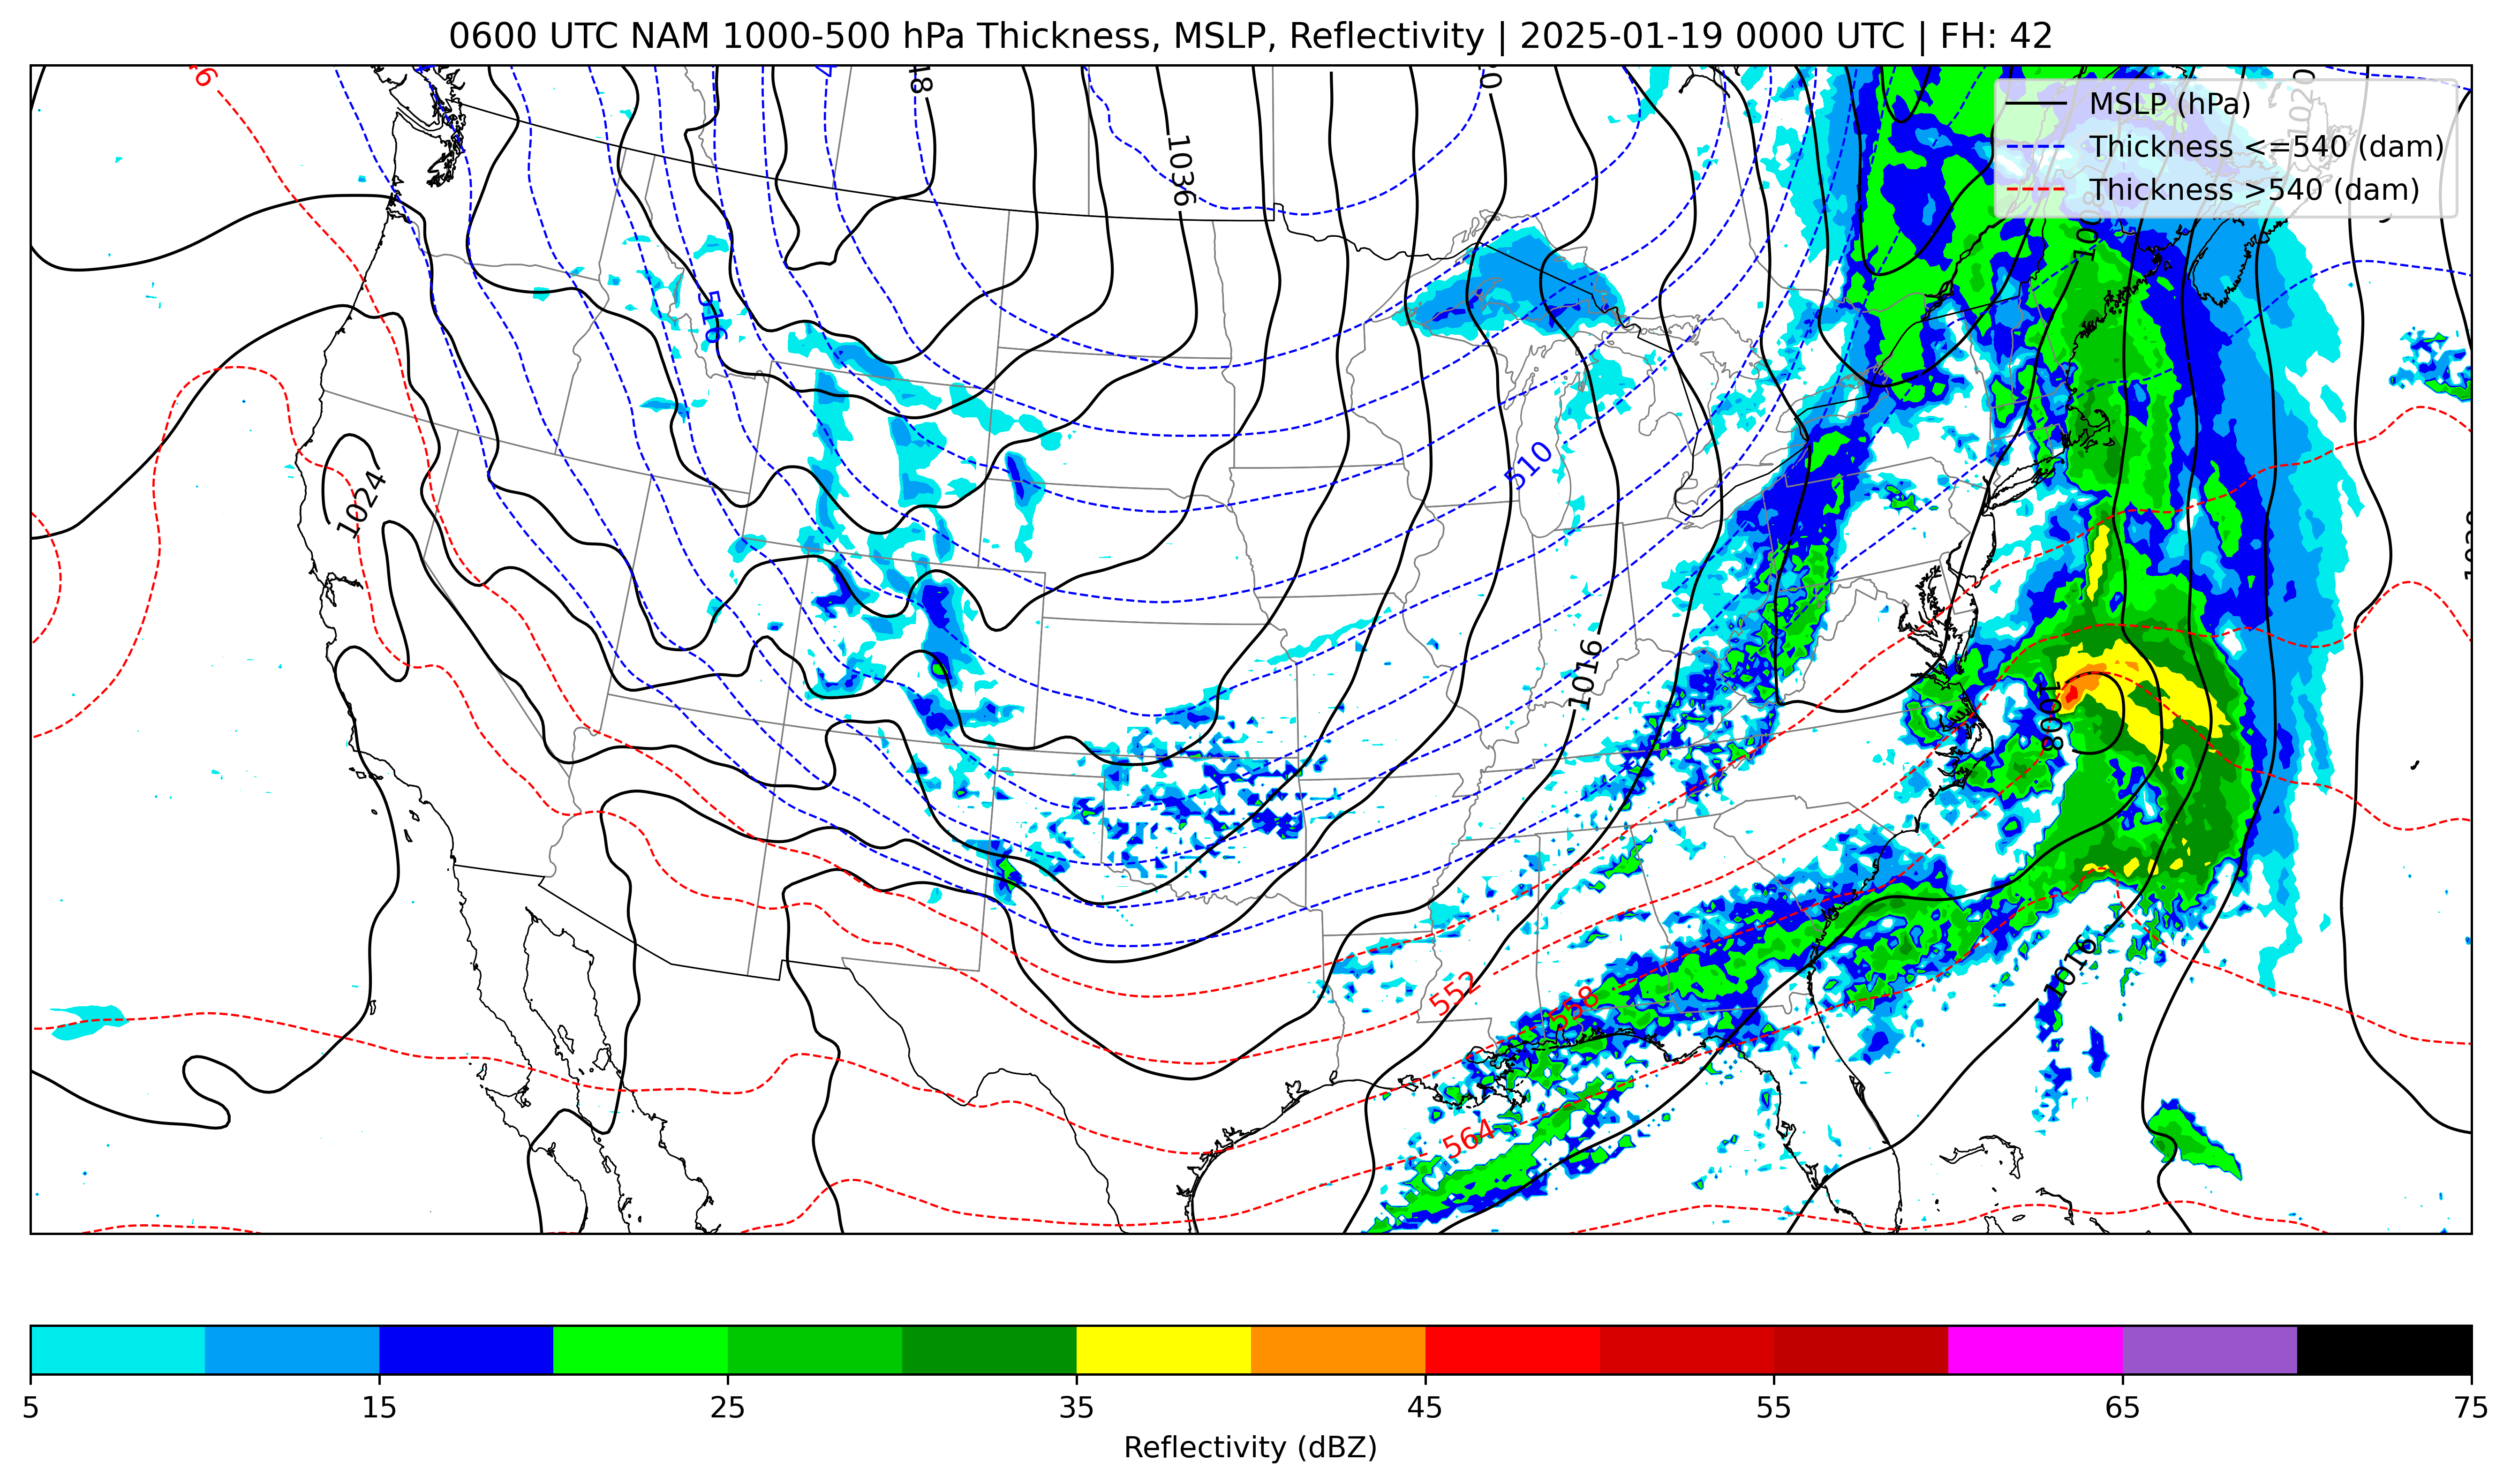 0600 UTC NAM 1000-500 hPa Thickness, MSLP, Reflectivity | 2025-01-19 0000 UTC | FH: 42
MSLP (hPa)
Thickness <=540 (dam)
Thickness >540 (dam)
1020
1036
516
1024
510
1016
1008
552
558
1016
564
5 15 25 35 45 55 65 75
Reflectivity (dBZ)